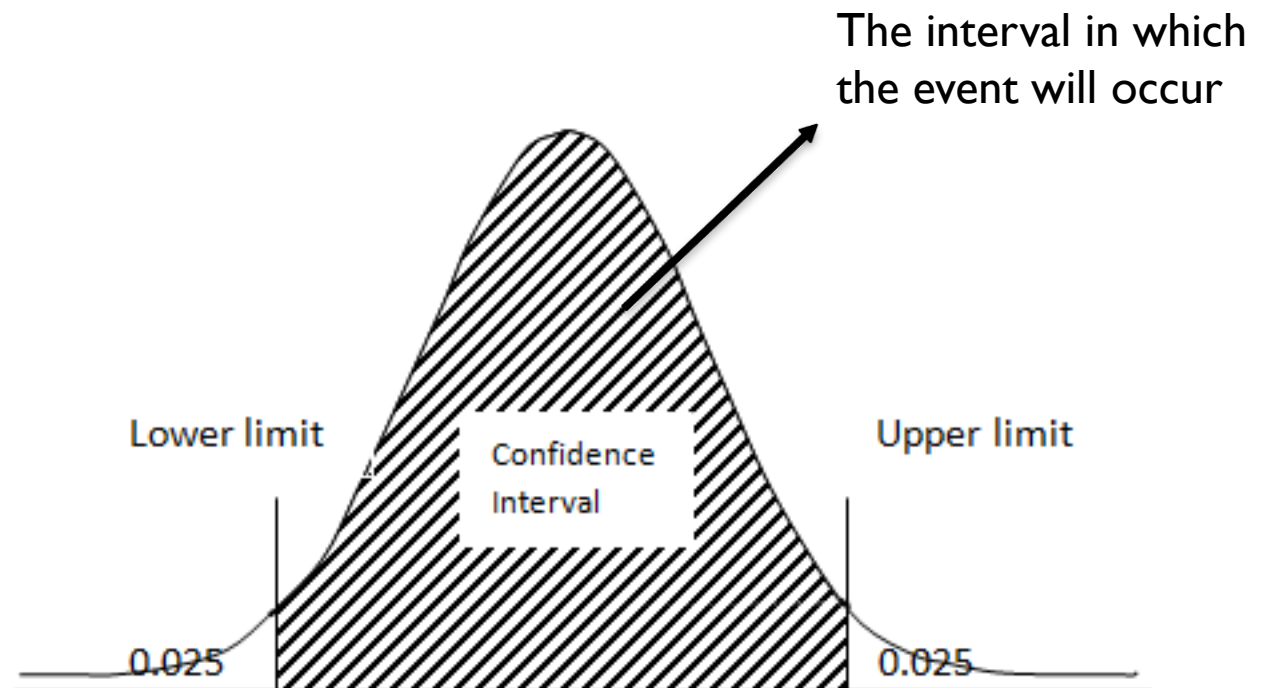 The interval in which
the event will occur
Lower limit
Upper limit
Confidence
Interval
0.025
0.025